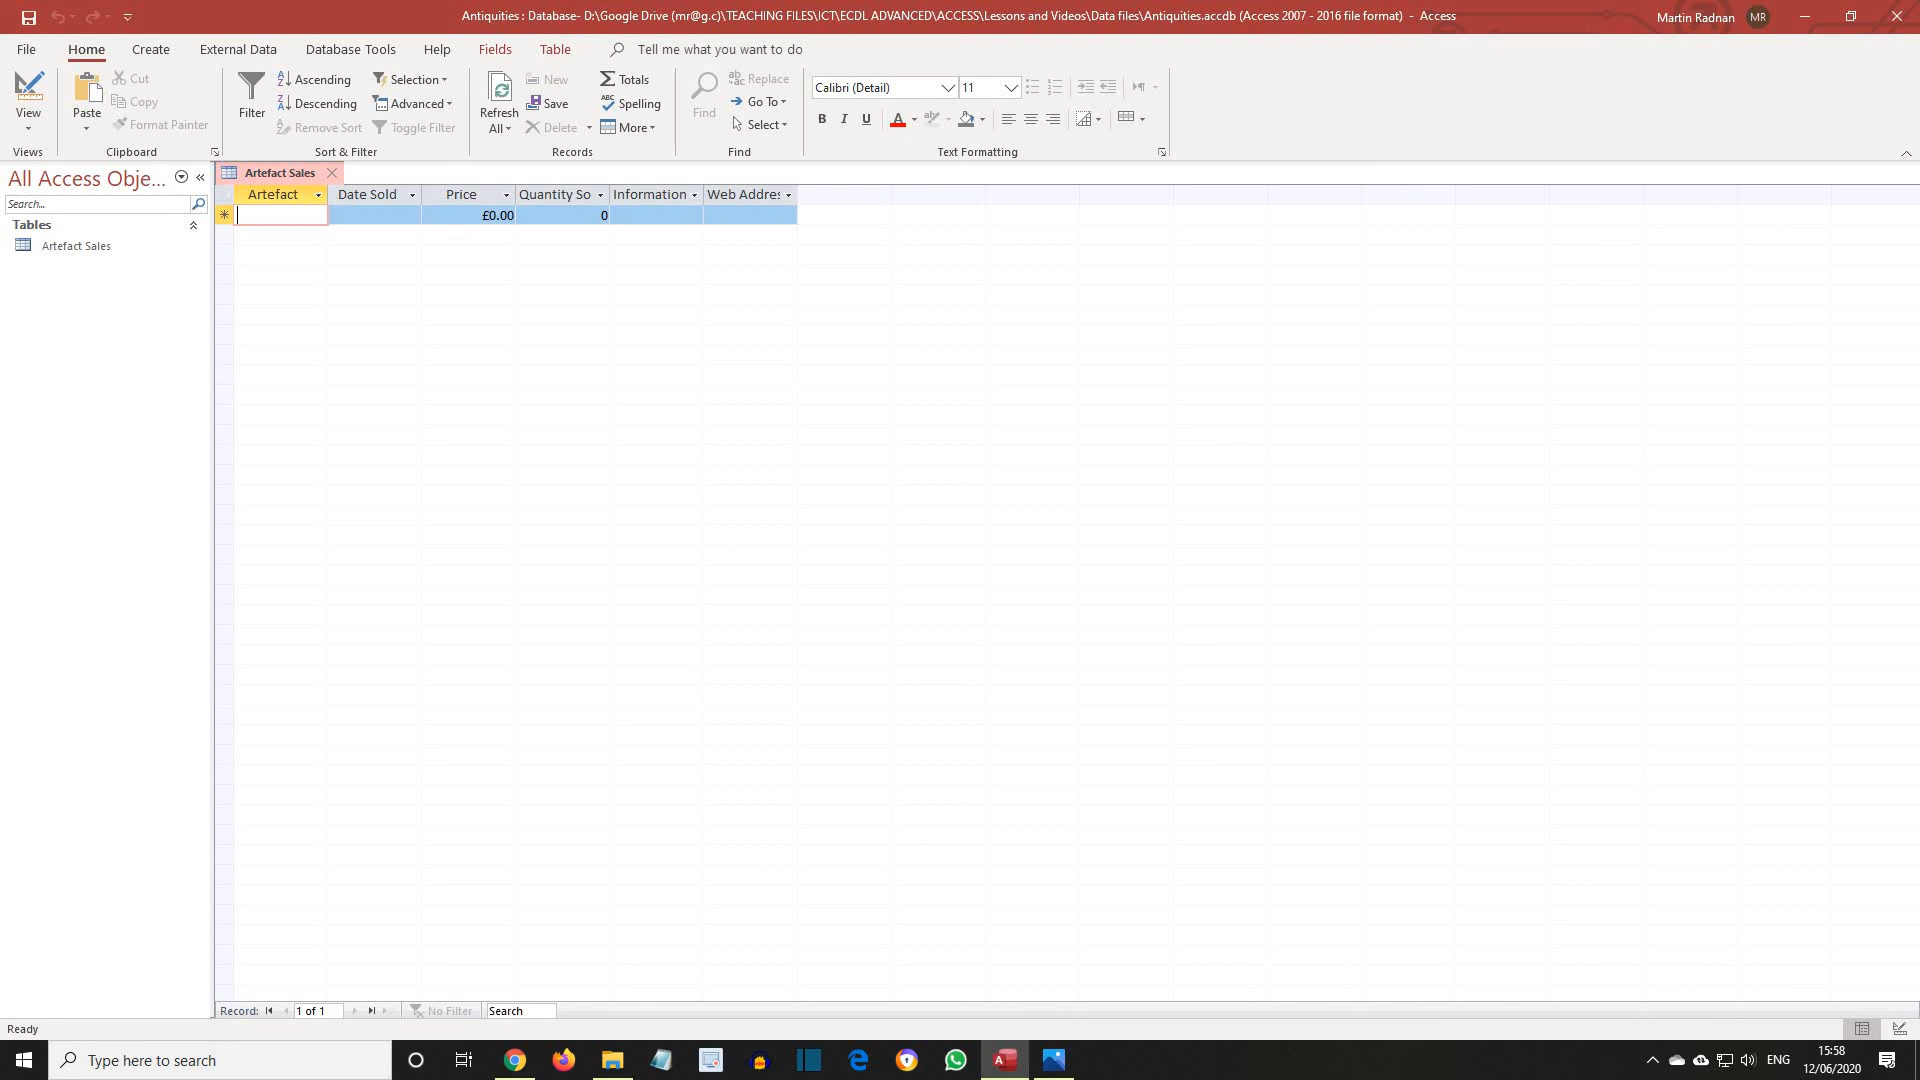 Antiquities : Database- D:\Google Drive (mr@g.c)\TEACHING FILES\ICT\ECDL ADVANCED\ACCESS\Lessons and Videos\Data files\Antiquities.accdb (Access 2007 - 2016 file format) - Access
Martin Radnan MR
File Home Create External Data Database Tools Help Fields Table Tell me what you want to do
View
Views
Paste
Cut
Copy
Format Painter
Clipboard
Filter
Ascending
Descending
Remove Sort
Selection
Advanced
Toggle Filter
Sort & Filter
Refresh
All
New
Save
Delete
Totals
Spelling
More
Records
Find
Replace
Go To
Select
Find
Calibri (Detail) 11
B I U
Text Formatting
All Access Obje...
Search...
Tables
Artefact Sales
Artefact Sales
Artefact Date Sold Price Quantity So Information Web Addres
£0.00 0
Record: 1 of 1 No Filter Search
Ready
Type here to search
ENG
15:58
12/06/2020